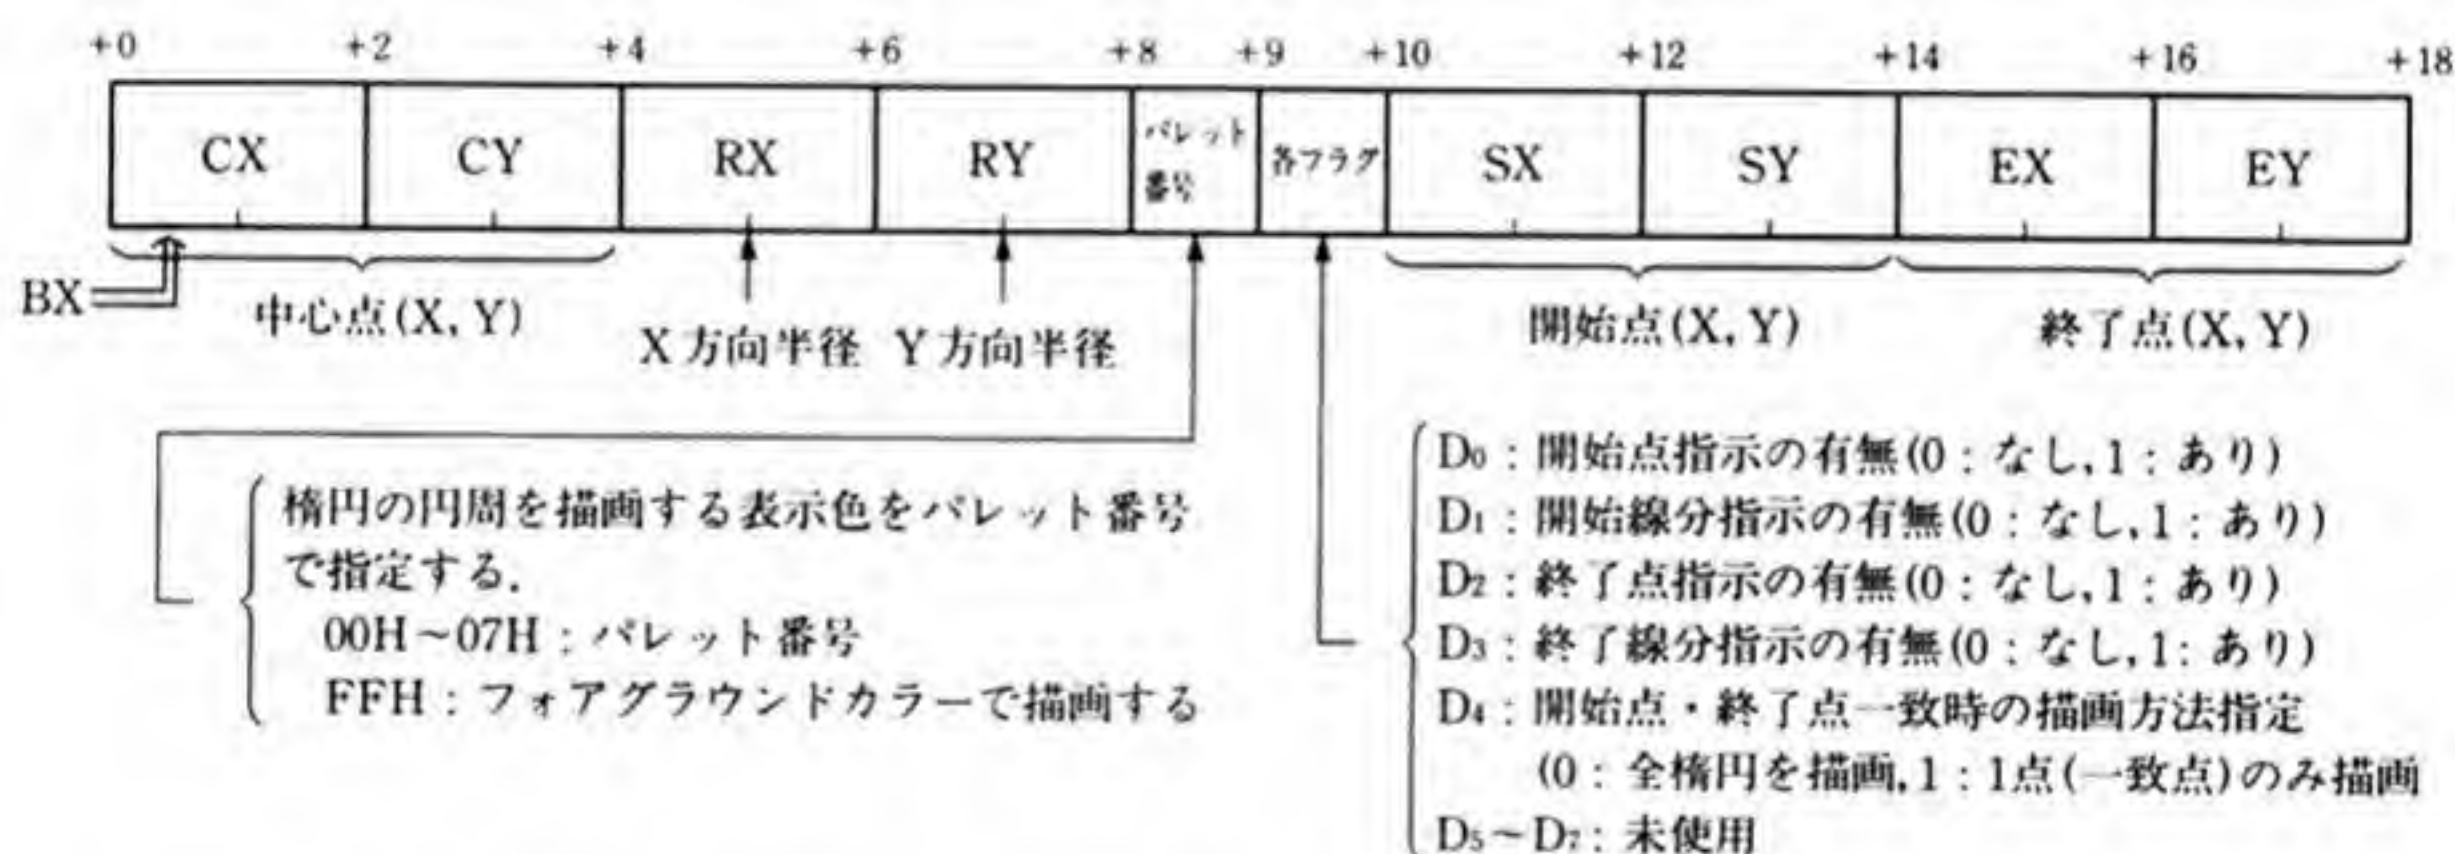 +0 +2 +4 +6 +8 +9 +10 +12 +14 +16 +18
CX CY RX RY パレット番号 各フラグ SX SY EX EY
BX
中心点(X, Y)
X方向半径 Y方向半径
開始点(X, Y)
終了点(X, Y)
楕円の円周を描画する表示色をパレット番号
で指定する.
00H~07H : パレット番号
FFH : フォアグラウンドカラーで描画する
D0 : 開始点指示の有無(0 : なし, 1 : あり)
D1 : 開始線分指示の有無(0 : なし, 1 : あり)
D2 : 終了点指示の有無(0 : なし, 1 : あり)
D3 : 終了線分指示の有無(0 : なし, 1 : あり)
D4 : 開始点・終了点一致時の描画方法指定
(0 : 全楕円を描画, 1 : 1点(一致点)のみ描画
D5~D7 : 未使用